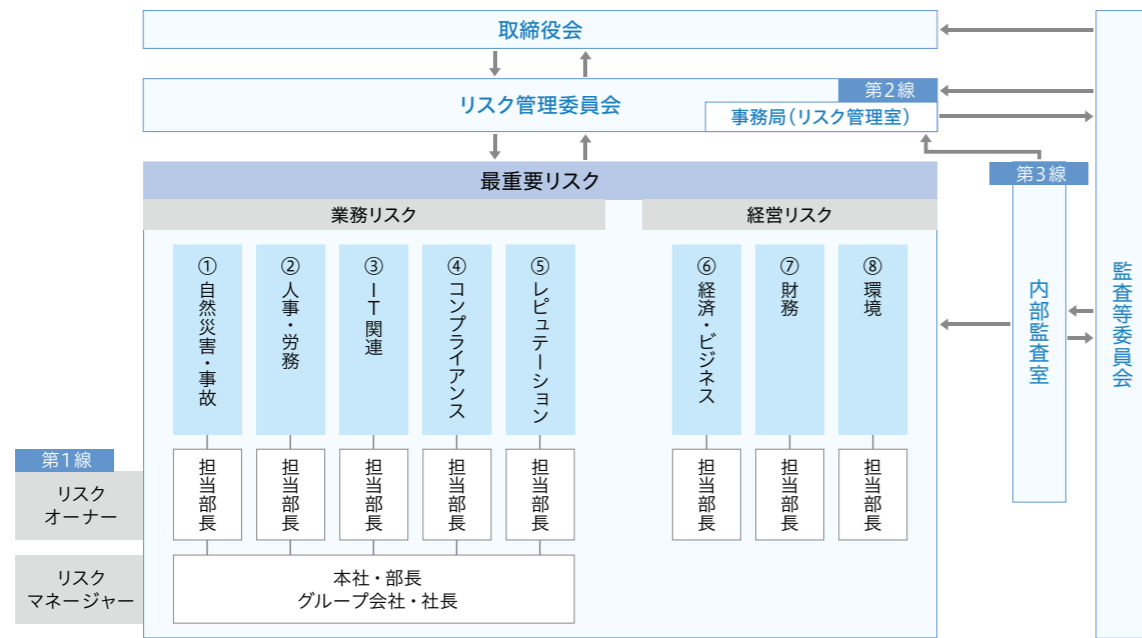 取締役会
リスク管理委員会
第2線
事務局（リスク管理室）
最重要リスク
第3線
業務リスク
経営リスク
①自然災害・事故
②人事・労務
③IT関連
④コンプライアンス
⑤レピュテーション
⑥経済・ビジネス
⑦財務
⑧環境
内部監査室
監査等委員会
第1線
リスク
オーナー
担当部長
担当部長
担当部長
担当部長
担当部長
担当部長
担当部長
担当部長
リスク
マネージャー
本社・部長
グループ会社・社長